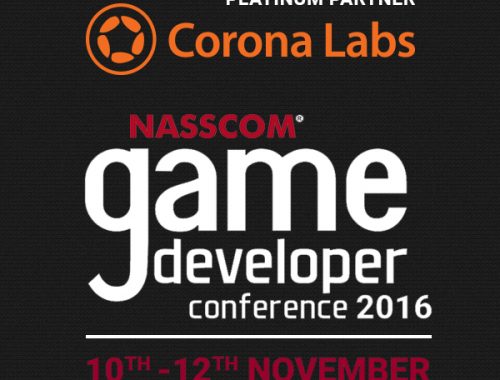 PLATINUM PARTNER
Corona Labs
NASSCOM®
game
developer
conference 2016
10TH - 12TH NOVEMBER